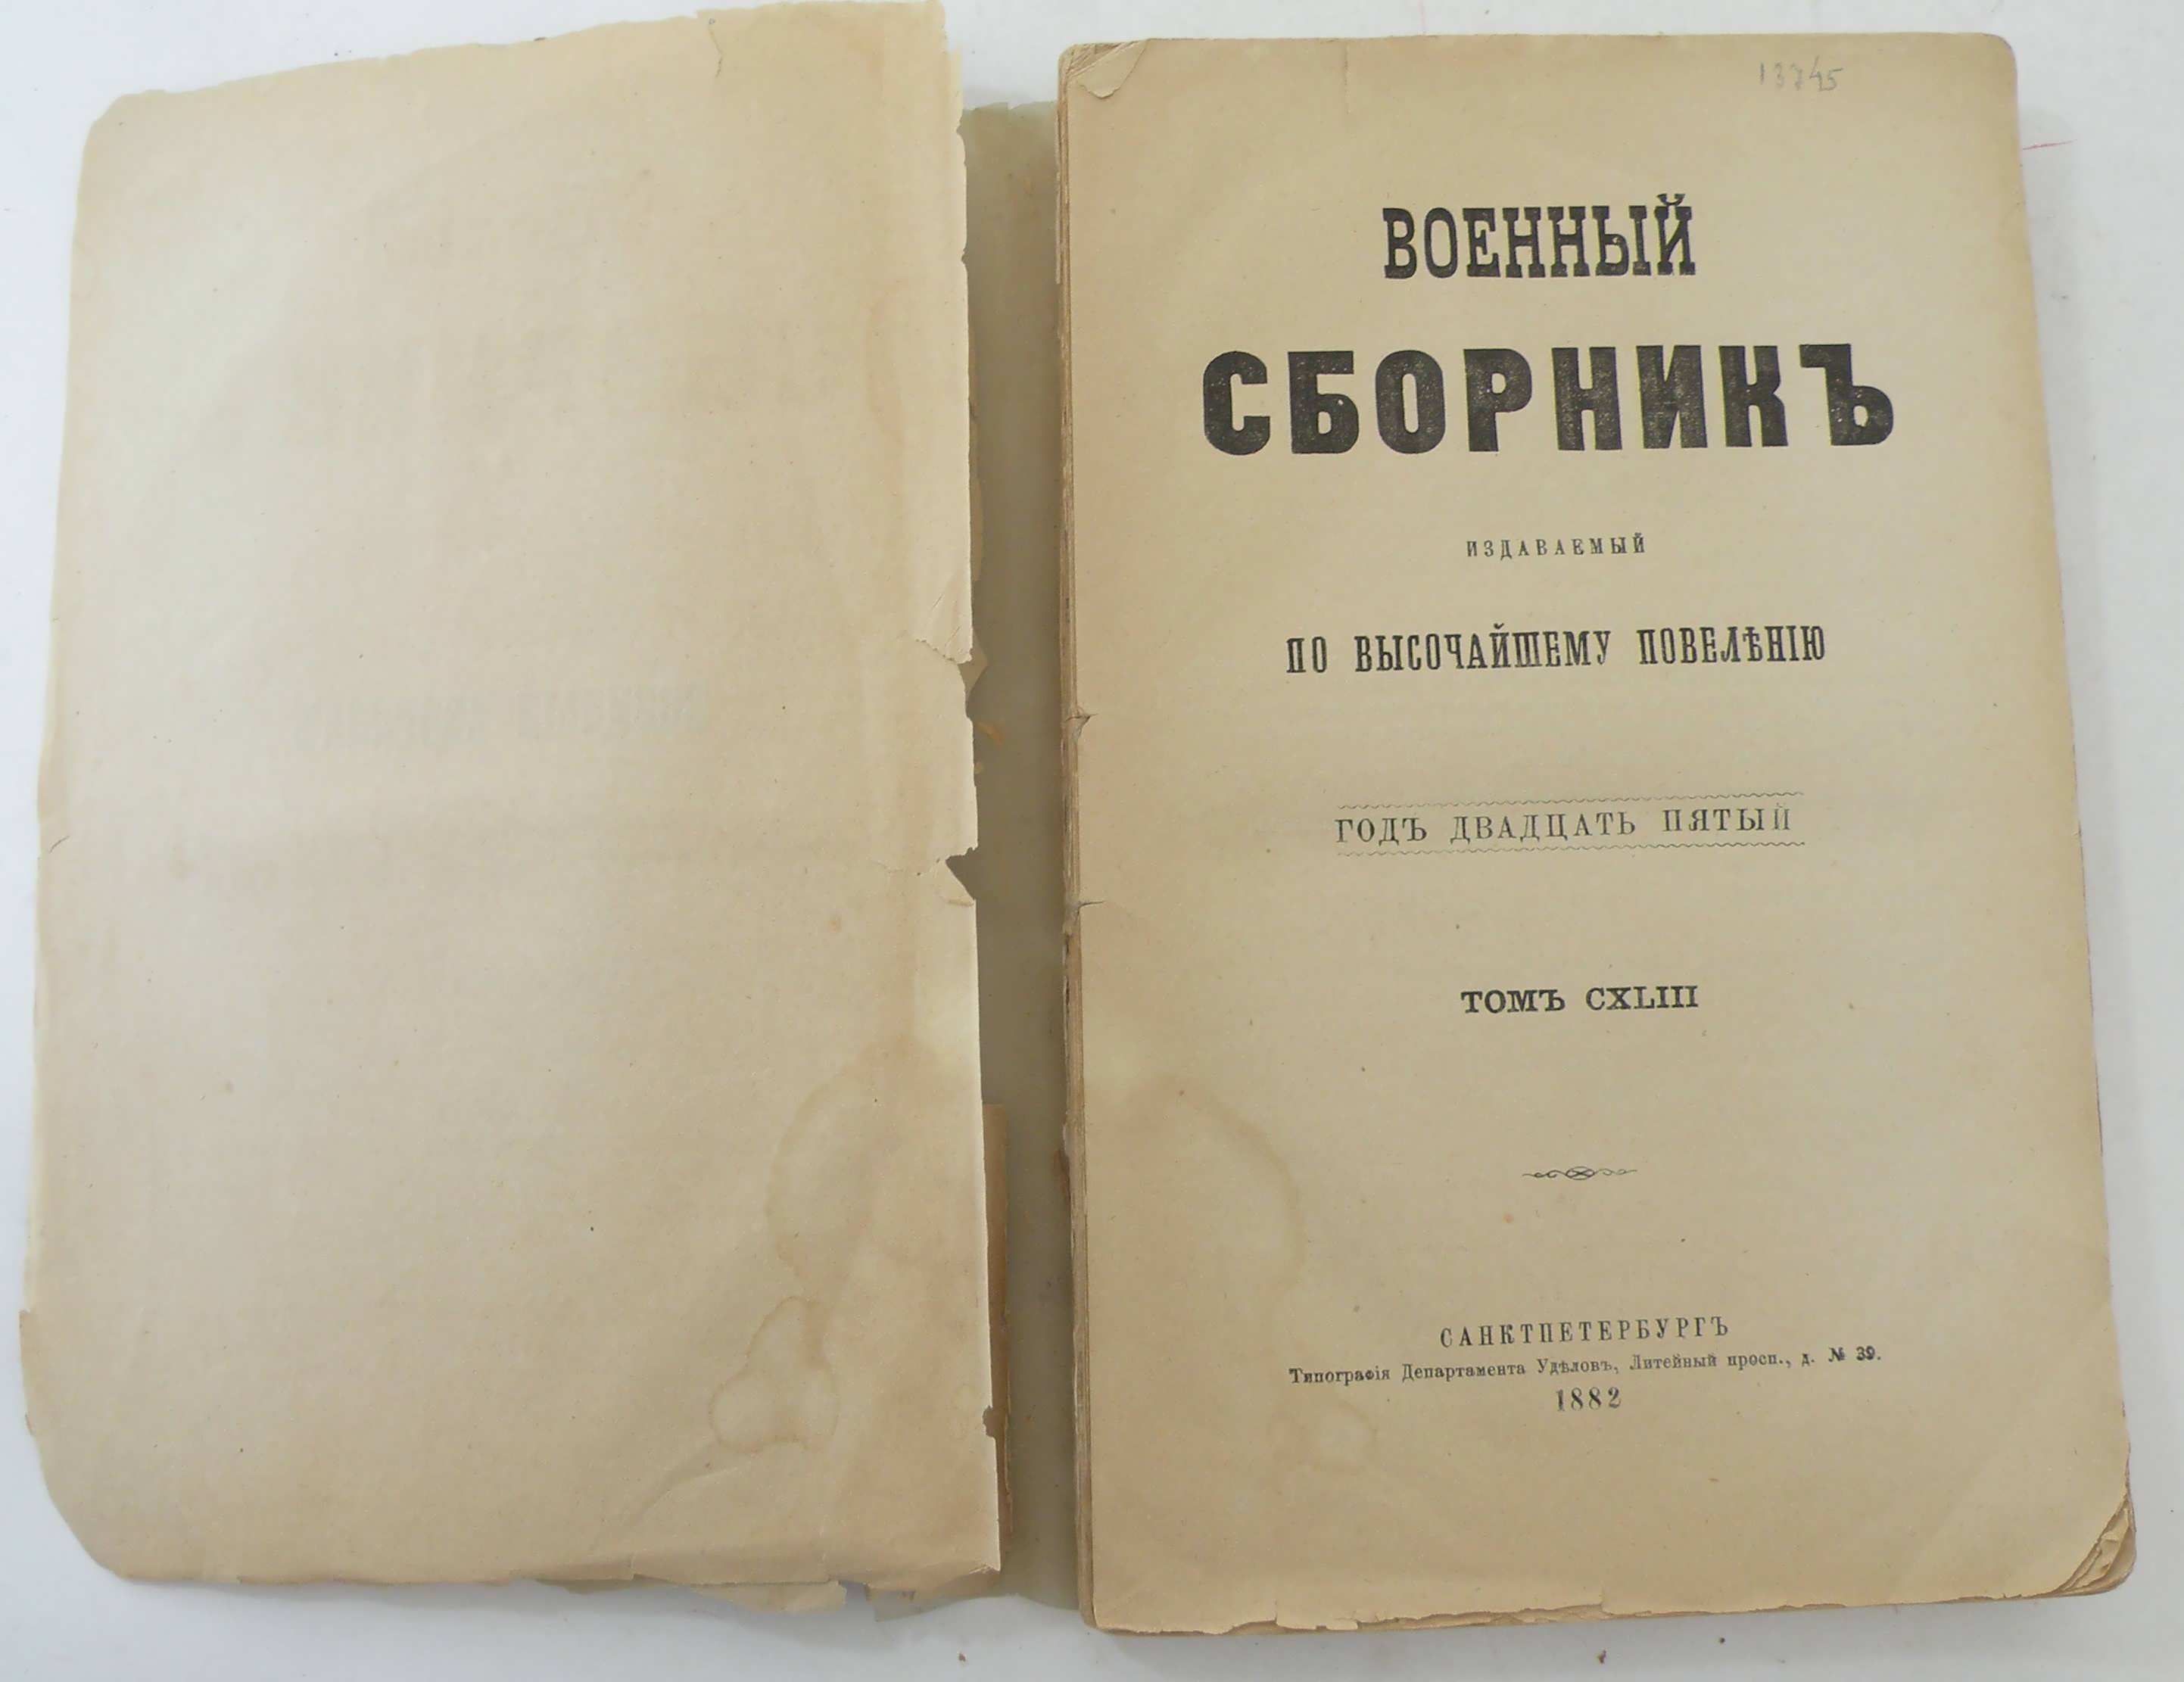 13745
ВОЕННЫЙ
СБОРНИКЪ
ИЗДАВАЕМЫЙ
ПО ВЫСОЧАЙШЕМУ ПОВЕЛѢНІЮ
ГОДЪ ДВАДЦАТЬ ПЯТЫЙ
ТОМЪ CXLIII
САНКТПЕТЕРБУРГЪ
Типографія Департамента Удѣловъ, Литейный просп., д. № 39.
1882